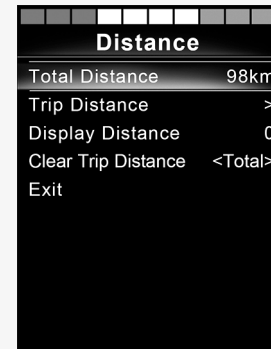 Distance
Total Distance 98km
Trip Distance >
Display Distance 0
Clear Trip Distance <Total>
Exit